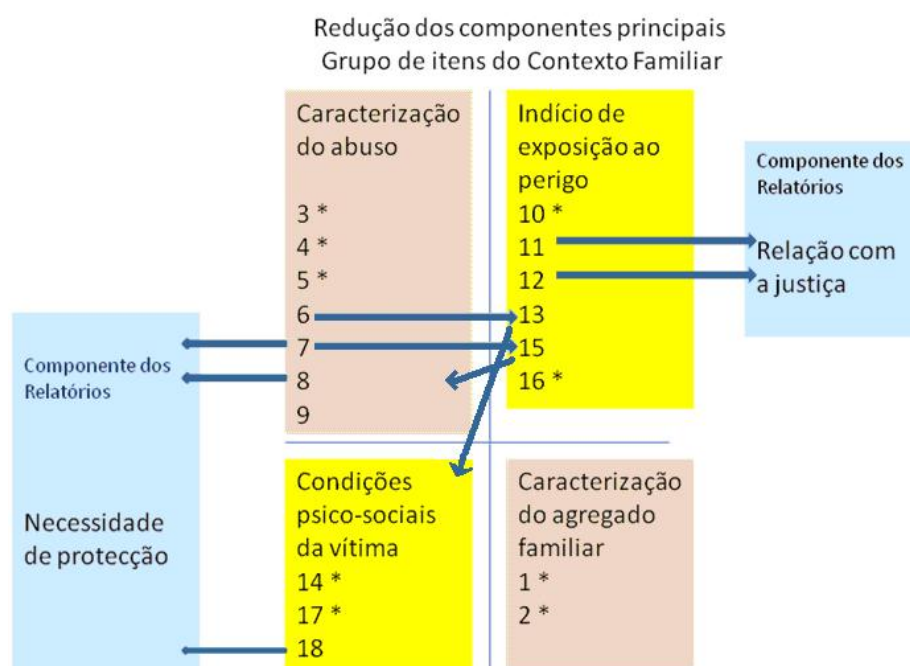 Redução dos componentes principais
Grupo de itens do Contexto Familiar
Caracterização
do abuso
3 *
4 *
5 *
6
7
8
9
Indício de
exposição ao
perigo
10 *
11
12
13
15
16 *
Componente dos
Relatórios
Relação com
a justiça
Componente dos
Relatórios
Necessidade
de protecção
Condições
psico-sociais
da vítima
14 *
17 *
18
Caracterização
do agregado
familiar
1 *
2 *